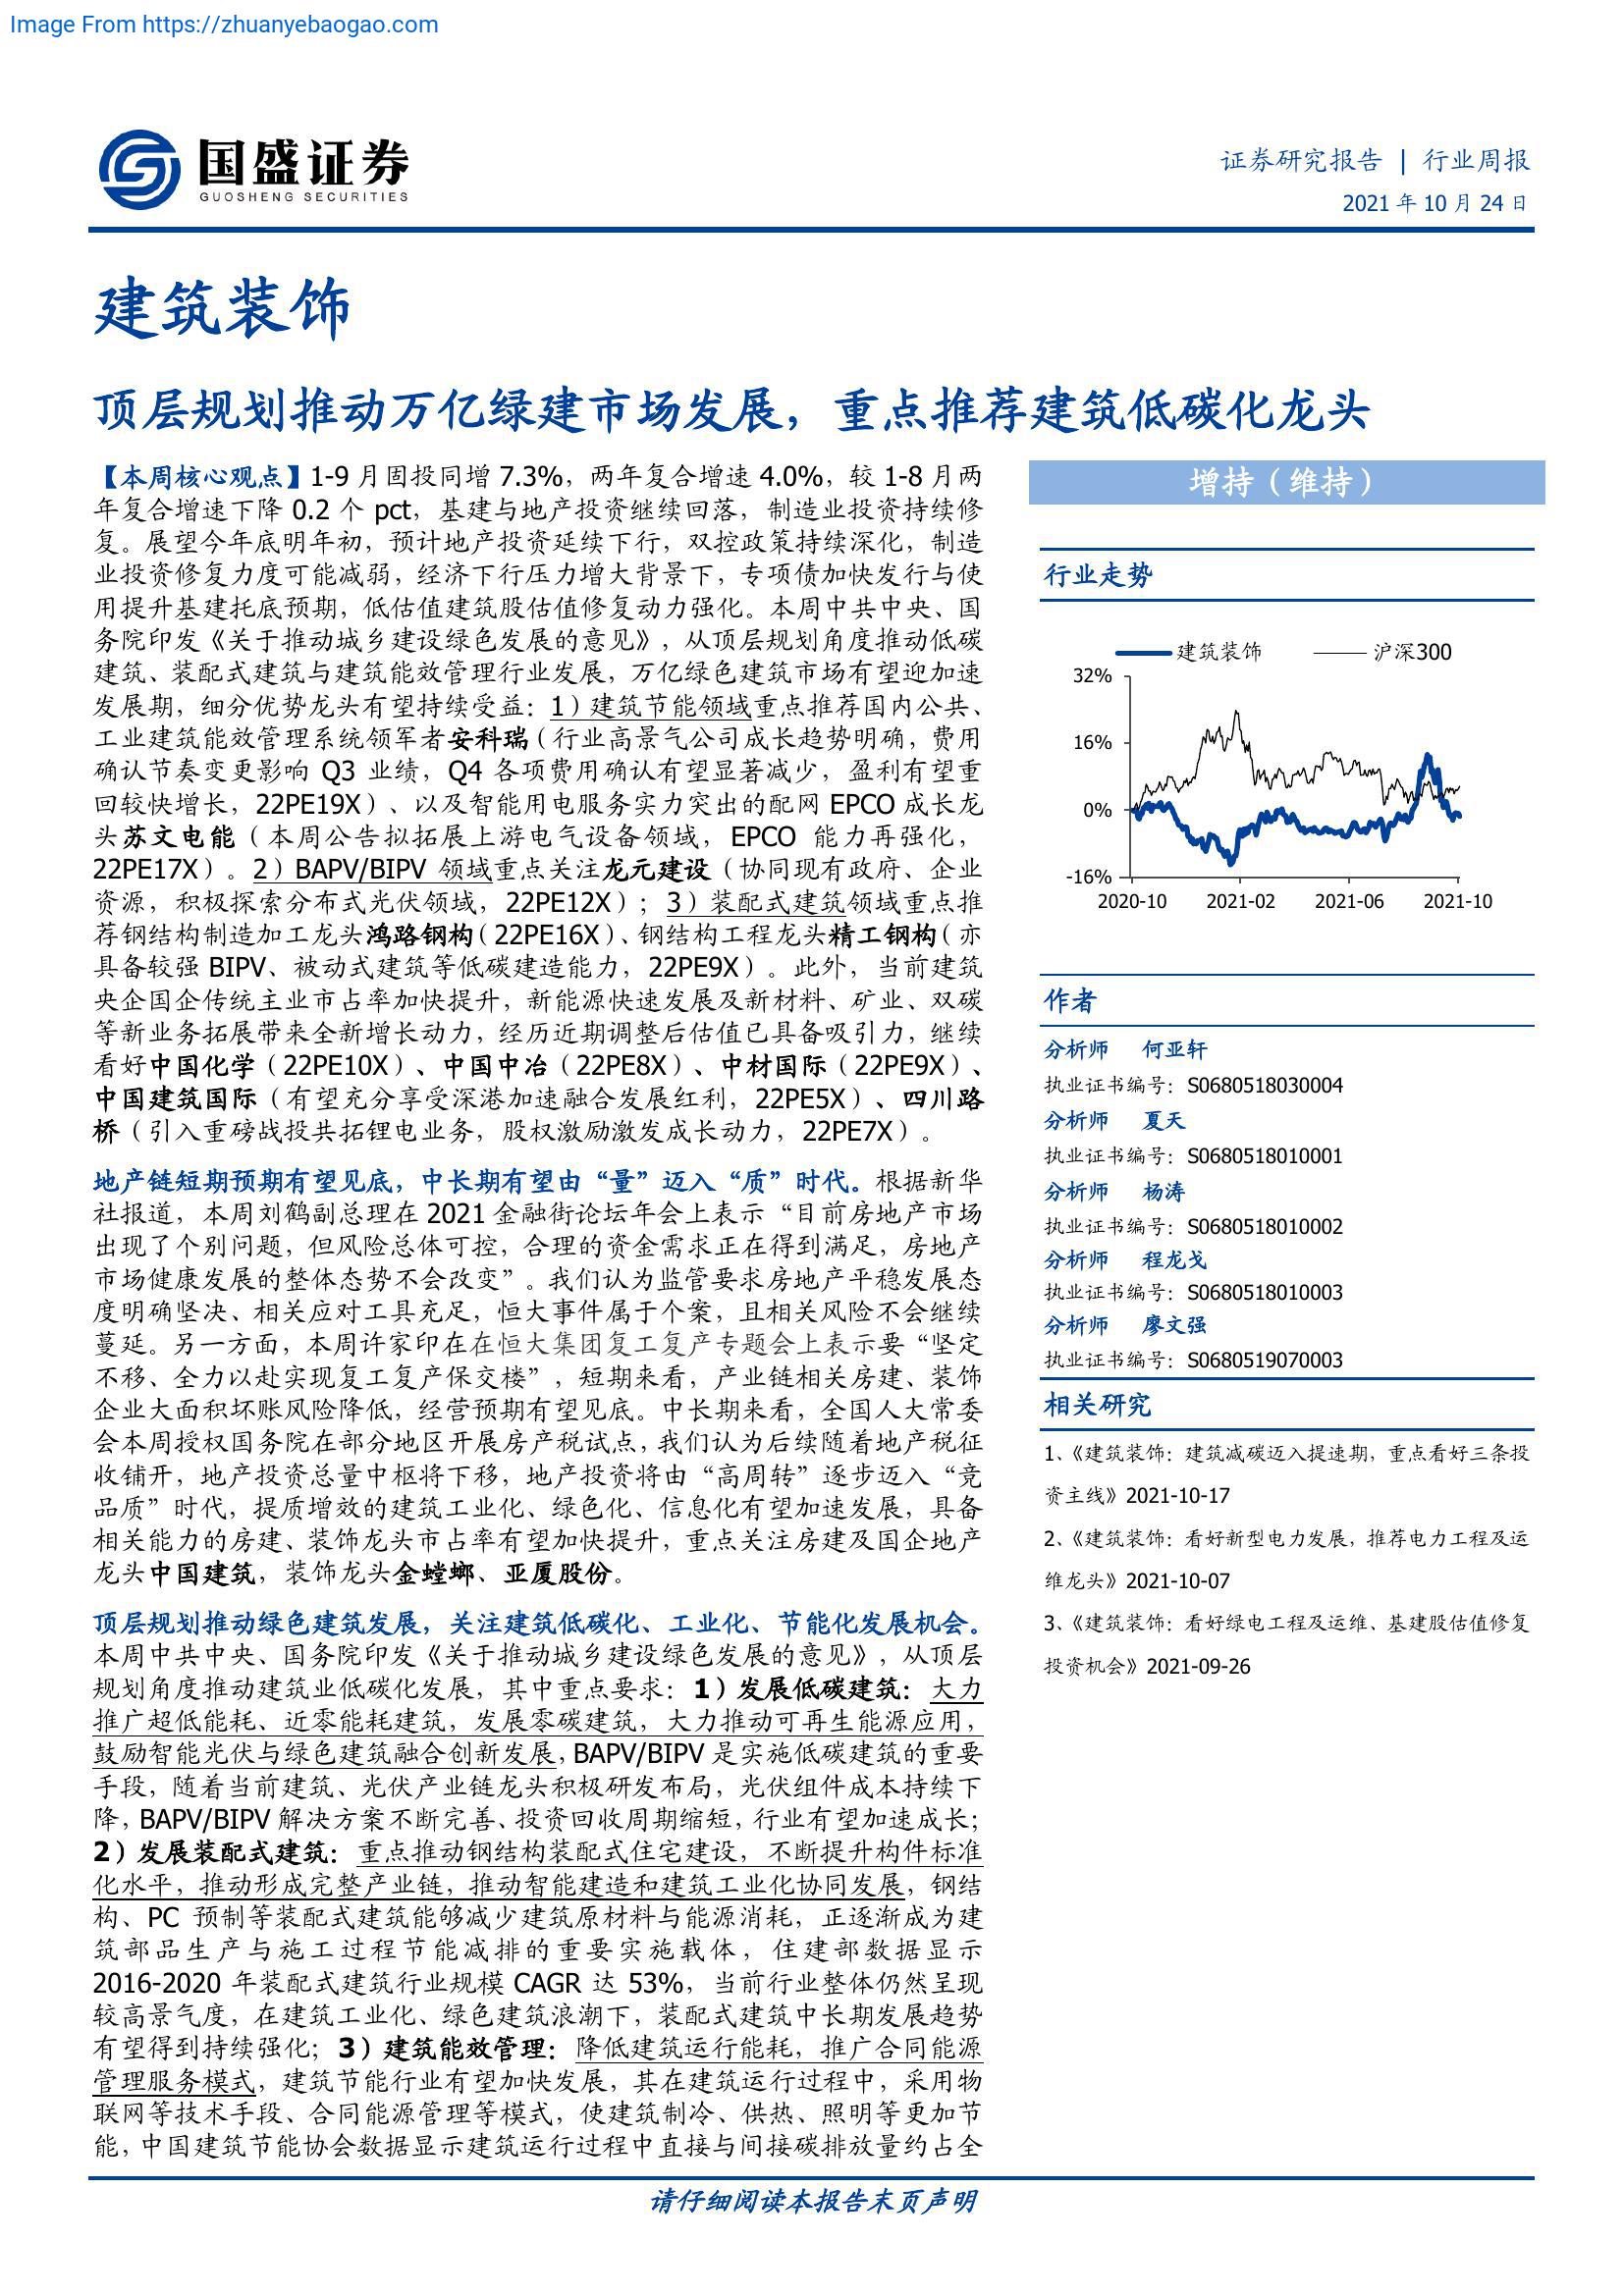 Image From https://zhuanyebaogao.com
国盛证券
GUOSHENG SECURITIES
证券研究报告 | 行业周报
2021 年 10 月 24 日
建筑装饰
顶层规划推动万亿绿建市场发展，重点推荐建筑低碳化龙头
【本周核心观点】1-9 月固投同增 7.3%，两年复合增速 4.0%，较 1-8 月两
年复合增速下降 0.2 个 pct，基建与地产投资继续回落，制造业投资持续修
复。展望今年底明年初，预计地产投资延续下行，双控政策持续深化，制造
业投资修复力度可能减弱，经济下行压力增大背景下，专项债加快发行与使
用提升基建托底预期，低估值建筑股估值修复动力强化。本周中共中央、国
务院印发《关于推动城乡建设绿色发展的意见》，从顶层规划角度推动低碳
建筑、装配式建筑与建筑能效管理行业发展，万亿绿色建筑市场有望迎加速
发展期，细分优势龙头有望持续受益：1）建筑节能领域重点推荐国内公共、
工业建筑能效管理系统领军者安科瑞（行业高景气公司成长趋势明确，费用
确认节奏变更影响 Q3 业绩，Q4 各项费用确认有望显著减少，盈利有望重
回较快增长，22PE19X）、以及智能用电服务实力突出的配网 EPCO 成长龙
头苏文电能（本周公告拟拓展上游电气设备领域，EPCO 能力再强化，
22PE17X）。2）BAPV/BIPV 领域重点关注龙元建设（协同现有政府、企业
资源，积极探索分布式光伏领域，22PE12X）；3）装配式建筑领域重点推
荐钢结构制造加工龙头鸿路钢构（22PE16X）、钢结构工程龙头精工钢构（亦
具备较强 BIPV、被动式建筑等低碳建造能力，22PE9X）。此外，当前建筑
央企国企传统主业市占率加快提升，新能源快速发展及新材料、矿业、双碳
等新业务拓展带来全新增长动力，经历近期调整后估值已具备吸引力，继续
看好中国化学（22PE10X）、中国中冶（22PE8X）、中材国际（22PE9X）、
中国建筑国际（有望充分享受深港加速融合发展红利，22PE5X）、四川路
桥（引入重磅战投共拓锂电业务，股权激励激发成长动力，22PE7X）。
地产链短期预期有望见底，中长期有望由“量”迈入“质”时代。根据新华
社报道，本周刘鹤副总理在 2021 金融街论坛年会上表示“目前房地产市场
出现了个别问题，但风险总体可控，合理的资金需求正在得到满足，房地产
市场健康发展的整体态势不会改变”。我们认为监管要求房地产平稳发展态
度明确坚决、相关应对工具充足，恒大事件属于个案，且相关风险不会继续
蔓延。另一方面，本周许家印在在恒大集团复工复产专题会上表示要“坚定
不移、全力以赴实现复工复产保交楼”，短期来看，产业链相关房建、装饰
企业大面积坏账风险降低，经营预期有望见底。中长期来看，全国人大常委
会本周授权国务院在部分地区开展房产税试点，我们认为后续随着地产税征
收铺开，地产投资总量中枢将下移，地产投资将由“高周转”逐步迈入“竞
品质”时代，提质增效的建筑工业化、绿色化、信息化有望加速发展，具备
相关能力的房建、装饰龙头市占率有望加快提升，重点关注房建及国企地产
龙头中国建筑，装饰龙头金螳螂、亚厦股份。
顶层规划推动绿色建筑发展，关注建筑低碳化、工业化、节能化发展机会。
本周中共中央、国务院印发《关于推动城乡建设绿色发展的意见》，从顶层
规划角度推动建筑业低碳化发展，其中重点要求：1）发展低碳建筑：大力
推广超低能耗、近零能耗建筑，发展零碳建筑，大力推动可再生能源应用，
鼓励智能光伏与绿色建筑融合创新发展，BAPV/BIPV 是实施低碳建筑的重要
手段，随着当前建筑、光伏产业链龙头积极研发布局，光伏组件成本持续下
降，BAPV/BIPV 解决方案不断完善、投资回收周期缩短，行业有望加速成长；
2）发展装配式建筑：重点推动钢结构装配式住宅建设，不断提升构件标准
化水平，推动形成完整产业链，推动智能建造和建筑工业化协同发展，钢结
构、PC 预制等装配式建筑能够减少建筑原材料与能源消耗，正逐渐成为建
筑部品生产与施工过程节能减排的重要实施载体，住建部数据显示
2016-2020 年装配式建筑行业规模 CAGR 达 53%，当前行业整体仍然呈现
较高景气度，在建筑工业化、绿色建筑浪潮下，装配式建筑中长期发展趋势
有望得到持续强化；3）建筑能效管理：降低建筑运行能耗，推广合同能源
管理服务模式，建筑节能行业有望加快发展，其在建筑运行过程中，采用物
联网等技术手段、合同能源管理等模式，使建筑制冷、供热、照明等更加节
能，中国建筑节能协会数据显示建筑运行过程中直接与间接碳排放量约占全
增持（维持）
行业走势
建筑装饰 沪深300
32%
16%
0%
-16%
2020-10 2021-02 2021-06 2021-10
作者
分析师 何亚轩
执业证书编号：S0680518030004
分析师 夏天
执业证书编号：S0680518010001
分析师 杨涛
执业证书编号：S0680518010002
分析师 程龙戈
执业证书编号：S0680518010003
分析师 廖文强
执业证书编号：S0680519070003
相关研究
1、《建筑装饰：建筑减碳迈入提速期，重点看好三条投
资主线》2021-10-17
2、《建筑装饰：看好新型电力发展，推荐电力工程及运
维龙头》2021-10-07
3、《建筑装饰：看好绿电工程及运维、基建股估值修复
投资机会》2021-09-26
请仔细阅读本报告末页声明